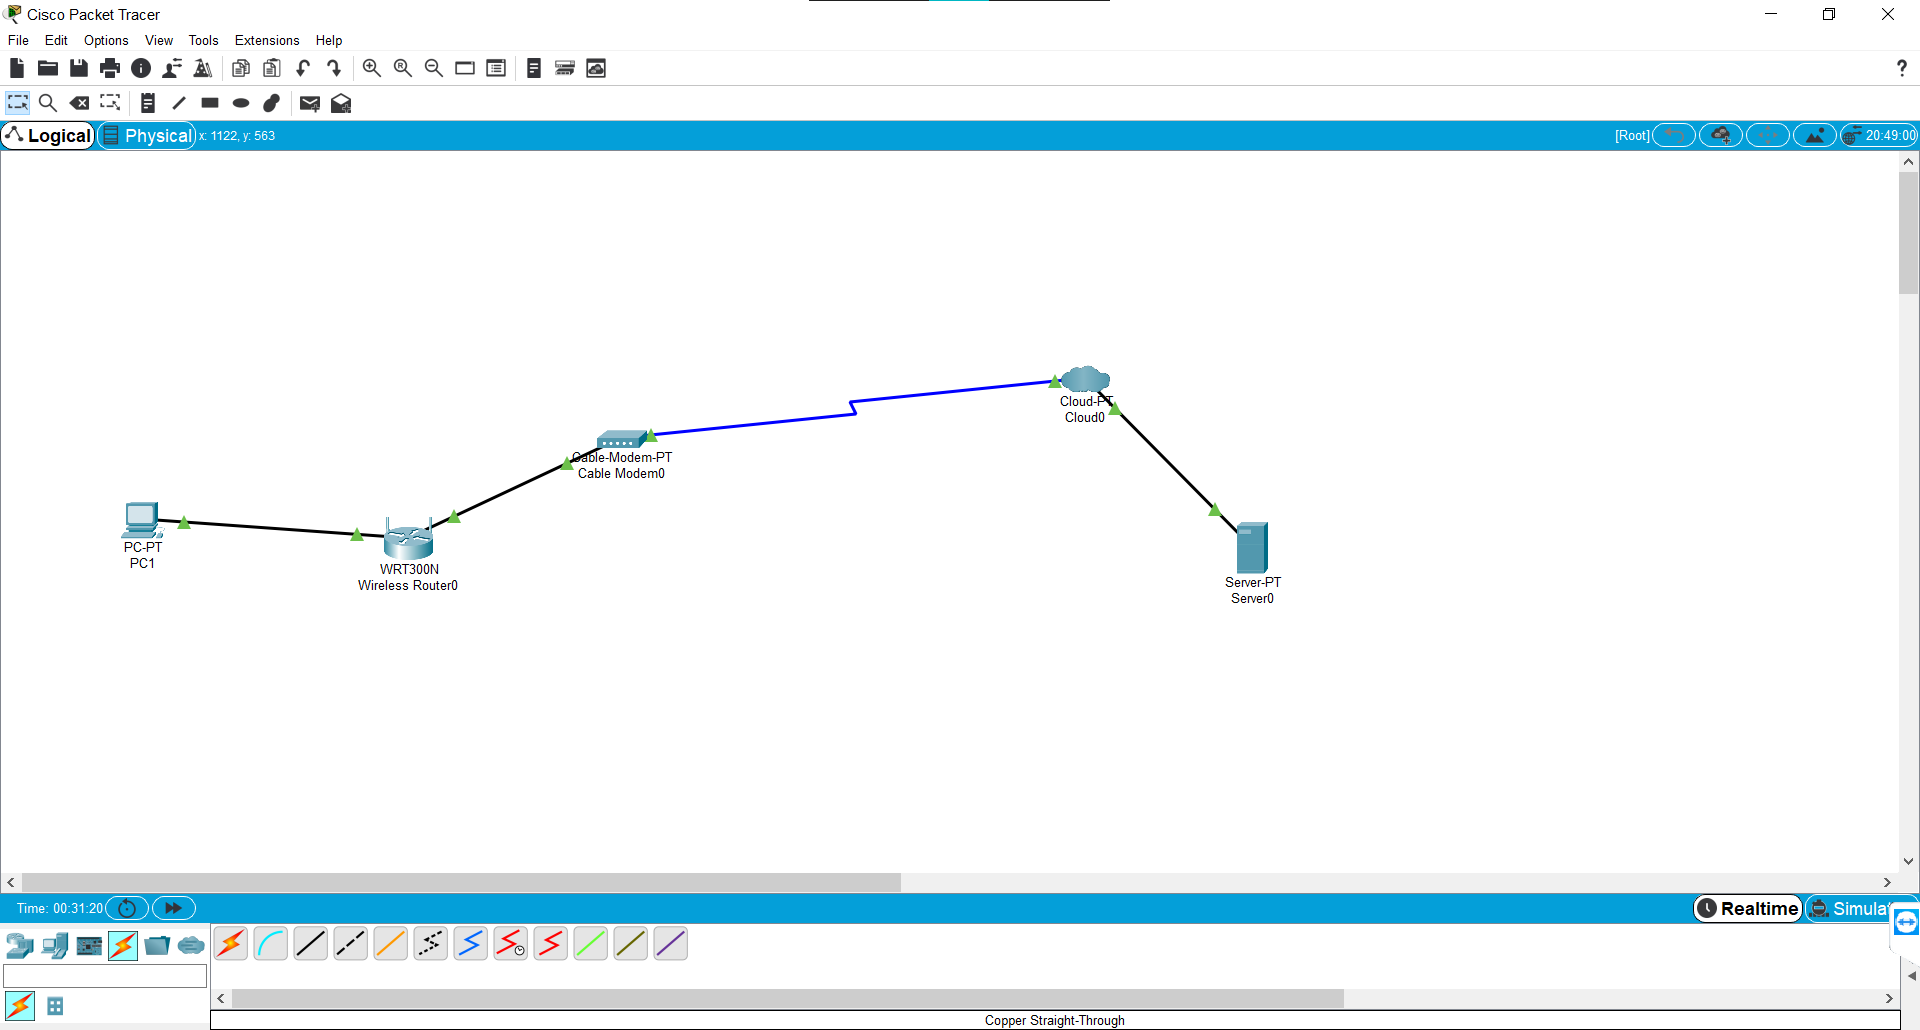 Cisco Packet Tracer
File Edit Options View Tools Extensions Help
?
Logical Physical x: 1122, y: 563 [Root] 20:49:00
Cloud-PT
Cloud0
Cable-Modem-PT
Cable Modem0
PC-PT
PC1
WRT300N
Wireless Router0
Server-PT
Server0
Time: 00:31:20 Realtime Simulat
Copper Straight-Through